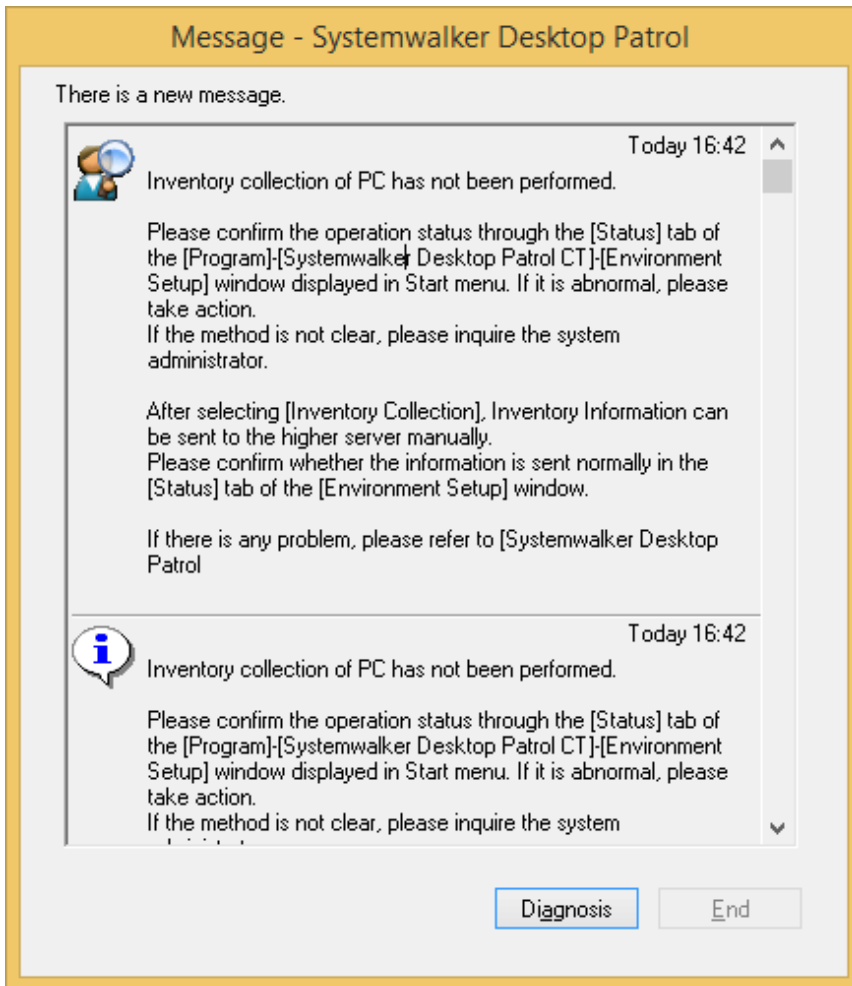 Message - Systemwalker Desktop Patrol
There is a new message.
Today 16:42
Inventory collection of PC has not been performed.
Please confirm the operation status through the [Status] tab of
the [Program]-[Systemwalker Desktop Patrol CT]-[Environment
Setup] window displayed in Start menu. If it is abnormal, please
take action.
If the method is not clear, please inquire the system
administrator.
After selecting [Inventory Collection], Inventory Information can
be sent to the higher server manually.
Please confirm whether the information is sent normally in the
[Status] tab of the [Environment Setup] window.
If there is any problem, please refer to [Systemwalker Desktop
Patrol
Today 16:42
Inventory collection of PC has not been performed.
Please confirm the operation status through the [Status] tab of
the [Program]-[Systemwalker Desktop Patrol CT]-[Environment
Setup] window displayed in Start menu. If it is abnormal, please
take action.
If the method is not clear, please inquire the system
Diagnosis
End